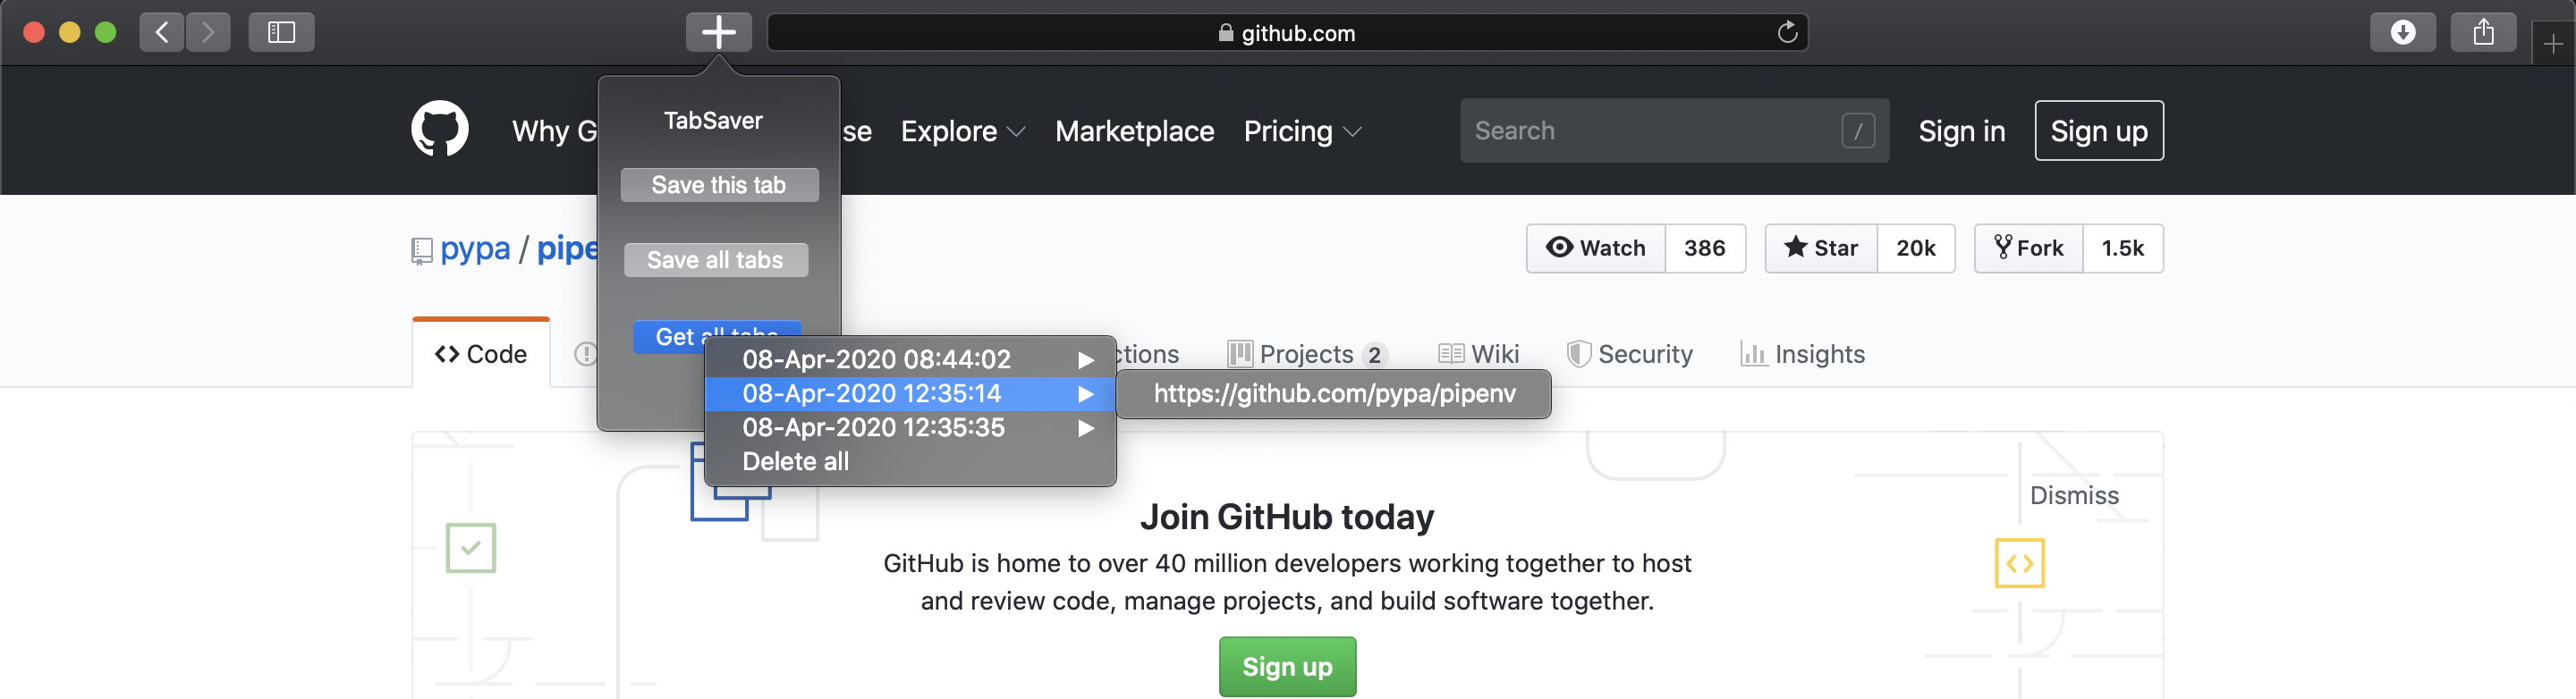 github.com
TabSaver
Save this tab
Save all tabs
Get all tabs
08-Apr-2020 08:44:02
08-Apr-2020 12:35:14
08-Apr-2020 12:35:35
Delete all
https://github.com/pypa/pipenv
Why G
se
Explore
Marketplace
Pricing
Search /
Sign in
Sign up
pypa / pipe
Watch 386
Star 20k
Fork 1.5k
Code
ctions
Projects 2
Wiki
Security
Insights
Dismiss
Join GitHub today
GitHub is home to over 40 million developers working together to host
and review code, manage projects, and build software together.
Sign up